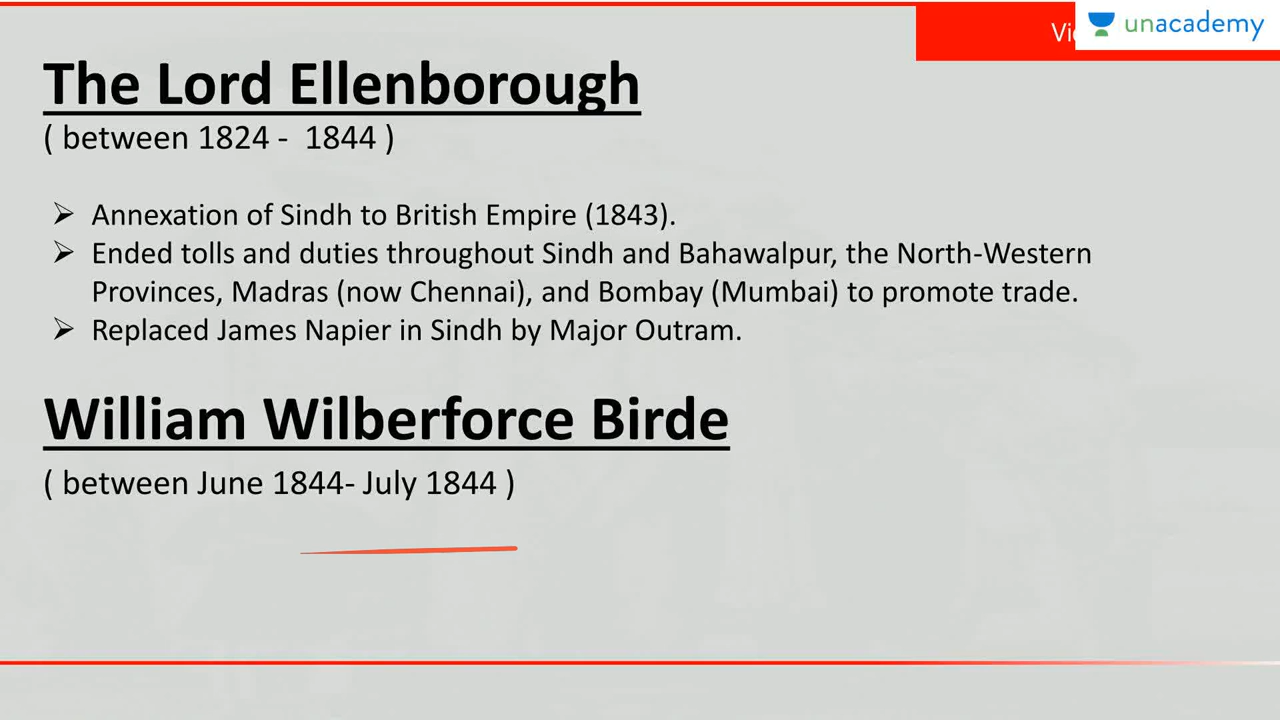 Vi
unacademy
The Lord Ellenborough
( between 1824 -  1844 )
➢ Annexation of Sindh to British Empire (1843).
➢ Ended tolls and duties throughout Sindh and Bahawalpur, the North-Western
Provinces, Madras (now Chennai), and Bombay (Mumbai) to promote trade.
➢ Replaced James Napier in Sindh by Major Outram.
William Wilberforce Birde
( between June 1844- July 1844 )